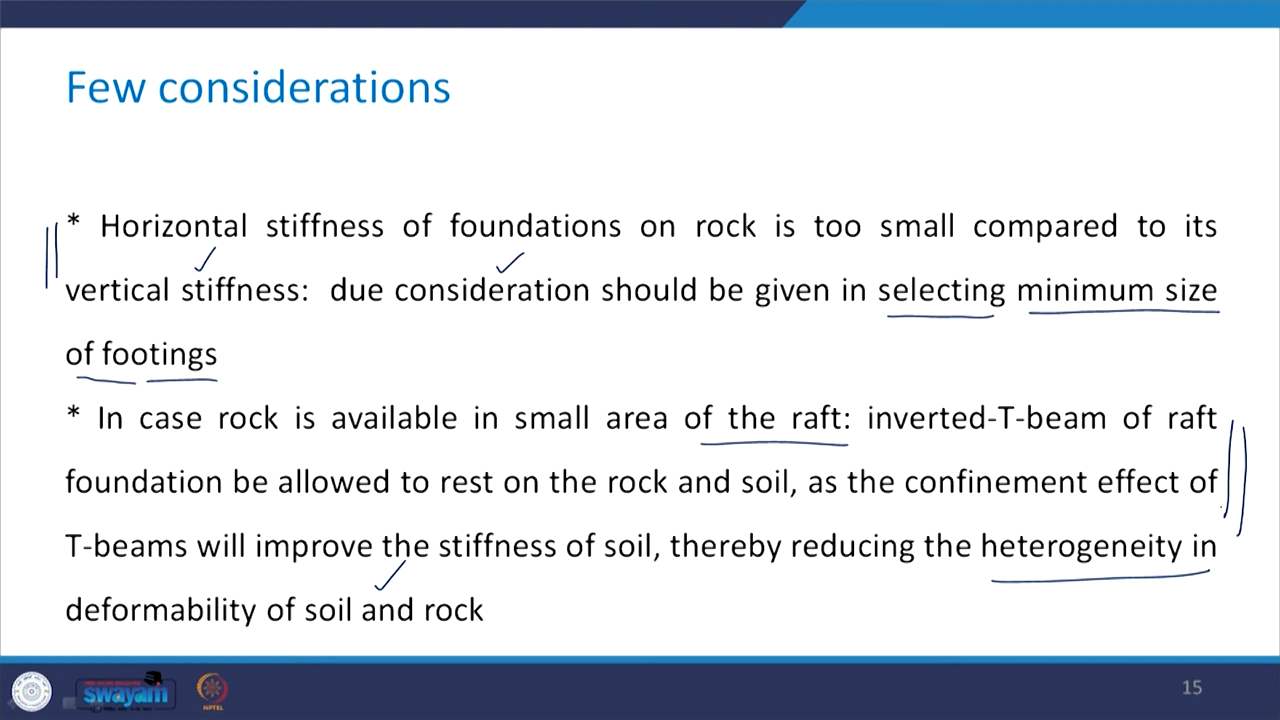 Few considerations
* Horizontal stiffness of foundations on rock is too small compared to its
vertical stiffness: due consideration should be given in selecting minimum size
of footings
* In case rock is available in small area of the raft: inverted-T-beam of raft
foundation be allowed to rest on the rock and soil, as the confinement effect of
T-beams will improve the stiffness of soil, thereby reducing the heterogeneity in
deformability of soil and rock
swayam
NPTEL
15